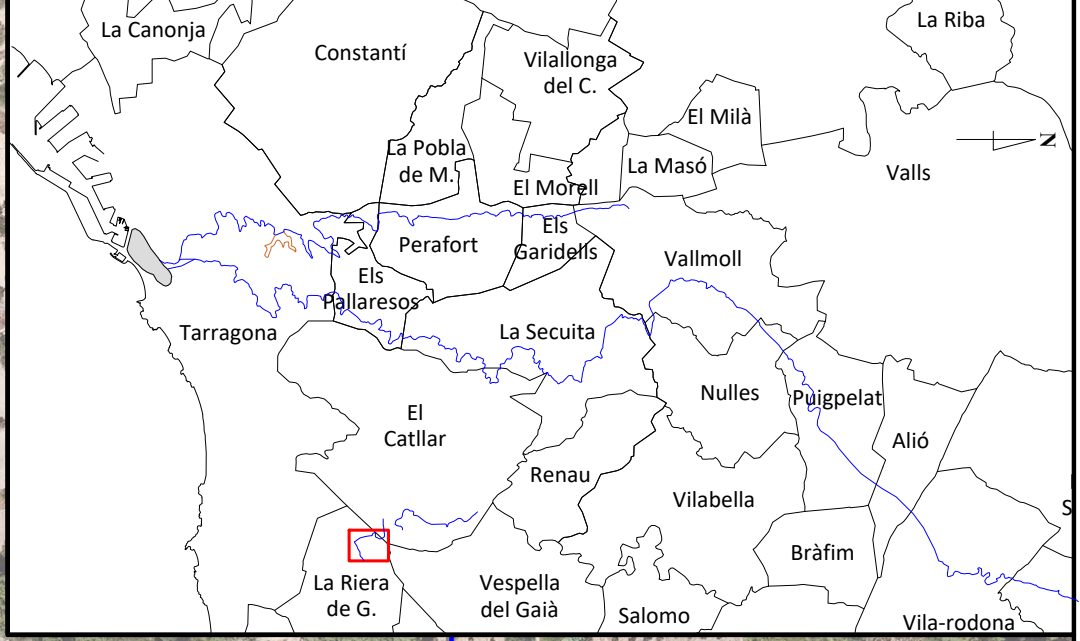 La Canonja
Constantí
Vilallonga
del C.
La Riba
El Milà
La Pobla
de M.
La Masó
Valls
N
El Morell
Els
Garidells
Perafort
Vallmoll
Els
Pallaresos
Tarragona
La Secuita
El
Catllar
Nulles
Puigpelat
Alió
Renau
Vilabella
S
Bràfim
La Riera
de G.
Vespella
del Gaià
Salomo
Vila-rodona